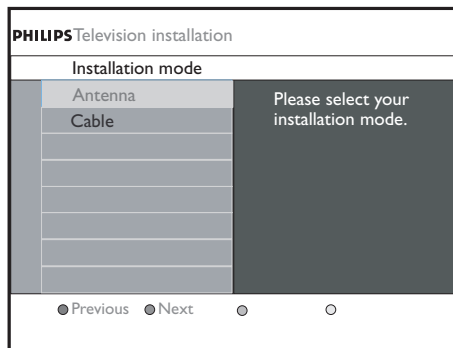 PHILIPS Television installation
Installation mode
Antenna
Cable
Please select your
installation mode.
Previous Next